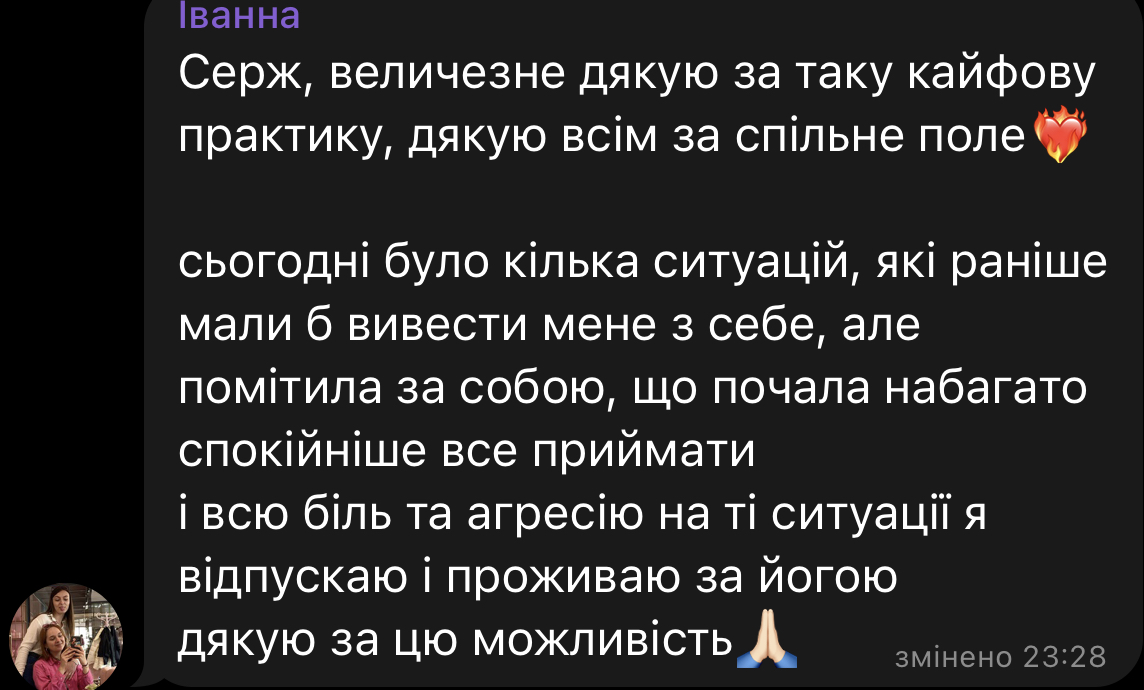 Іванна
Серж, величезне дякую за таку кайфову
практику, дякую всім за спільне поле❤️‍🔥
сьогодні було кілька ситуацій, які раніше
мали б вивести мене з себе, але
помітила за собою, що почала набагато
спокійніше все приймати
і всю біль та агресію на ті ситуації я
відпускаю і проживаю за йогою
дякую за цю можливість🙏🏻
змінено 23:28